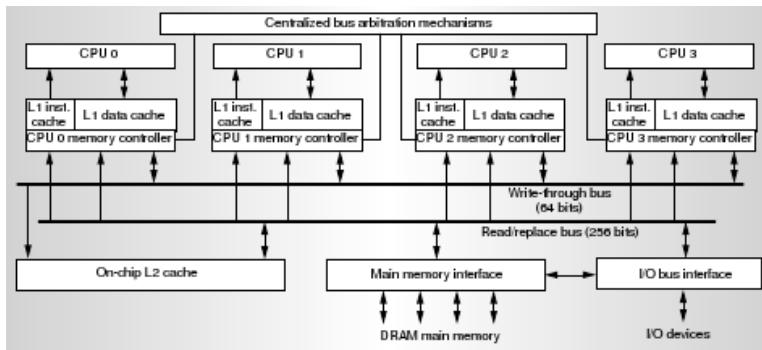 Centralized bus arbitration mechanisms
CPU 0
CPU 1
CPU 2
CPU 3
L1 inst.
cache
L1 data cache
CPU 0 memory controller
L1 inst.
cache
L1 data cache
CPU 1 memory controller
L1 inst.
cache
L1 data cache
CPU 2 memory controller
L1 inst.
cache
L1 data cache
CPU 3 memory controller
Write-through bus
(64 bits)
Read/replace bus (256 bits)
On-chip L2 cache
Main memory interface
I/O bus interface
DRAM main memory
I/O devices